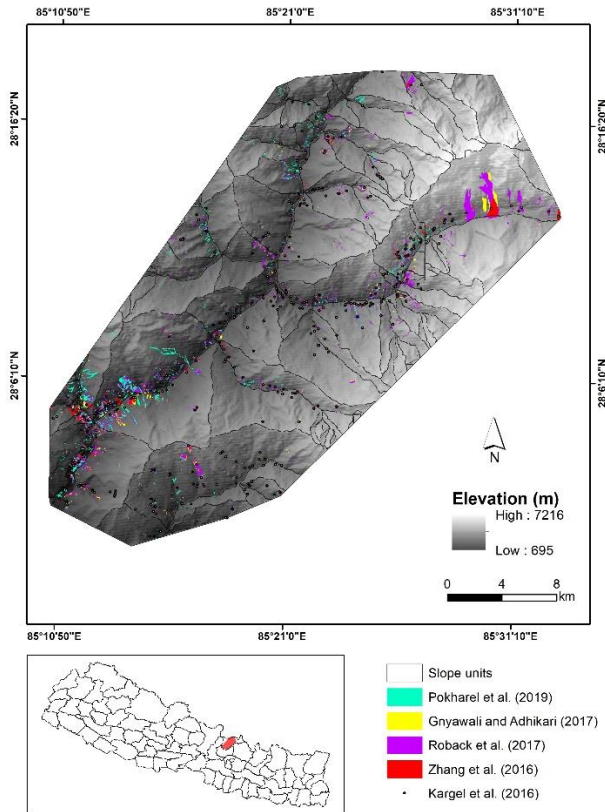 85°10'50"E 85°21'0"E 85°31'10"E
28°16'20"N 28°16'20"N
28°6'10"N 28°6'10"N
N
Elevation (m)
High : 7216
Low : 695
0 4 8
km
85°10'50"E 85°21'0"E 85°31'10"E
Slope units
Pokharel et al. (2019)
Gnyawali and Adhikari (2017)
Roback et al. (2017)
Zhang et al. (2016)
Kargel et al. (2016)